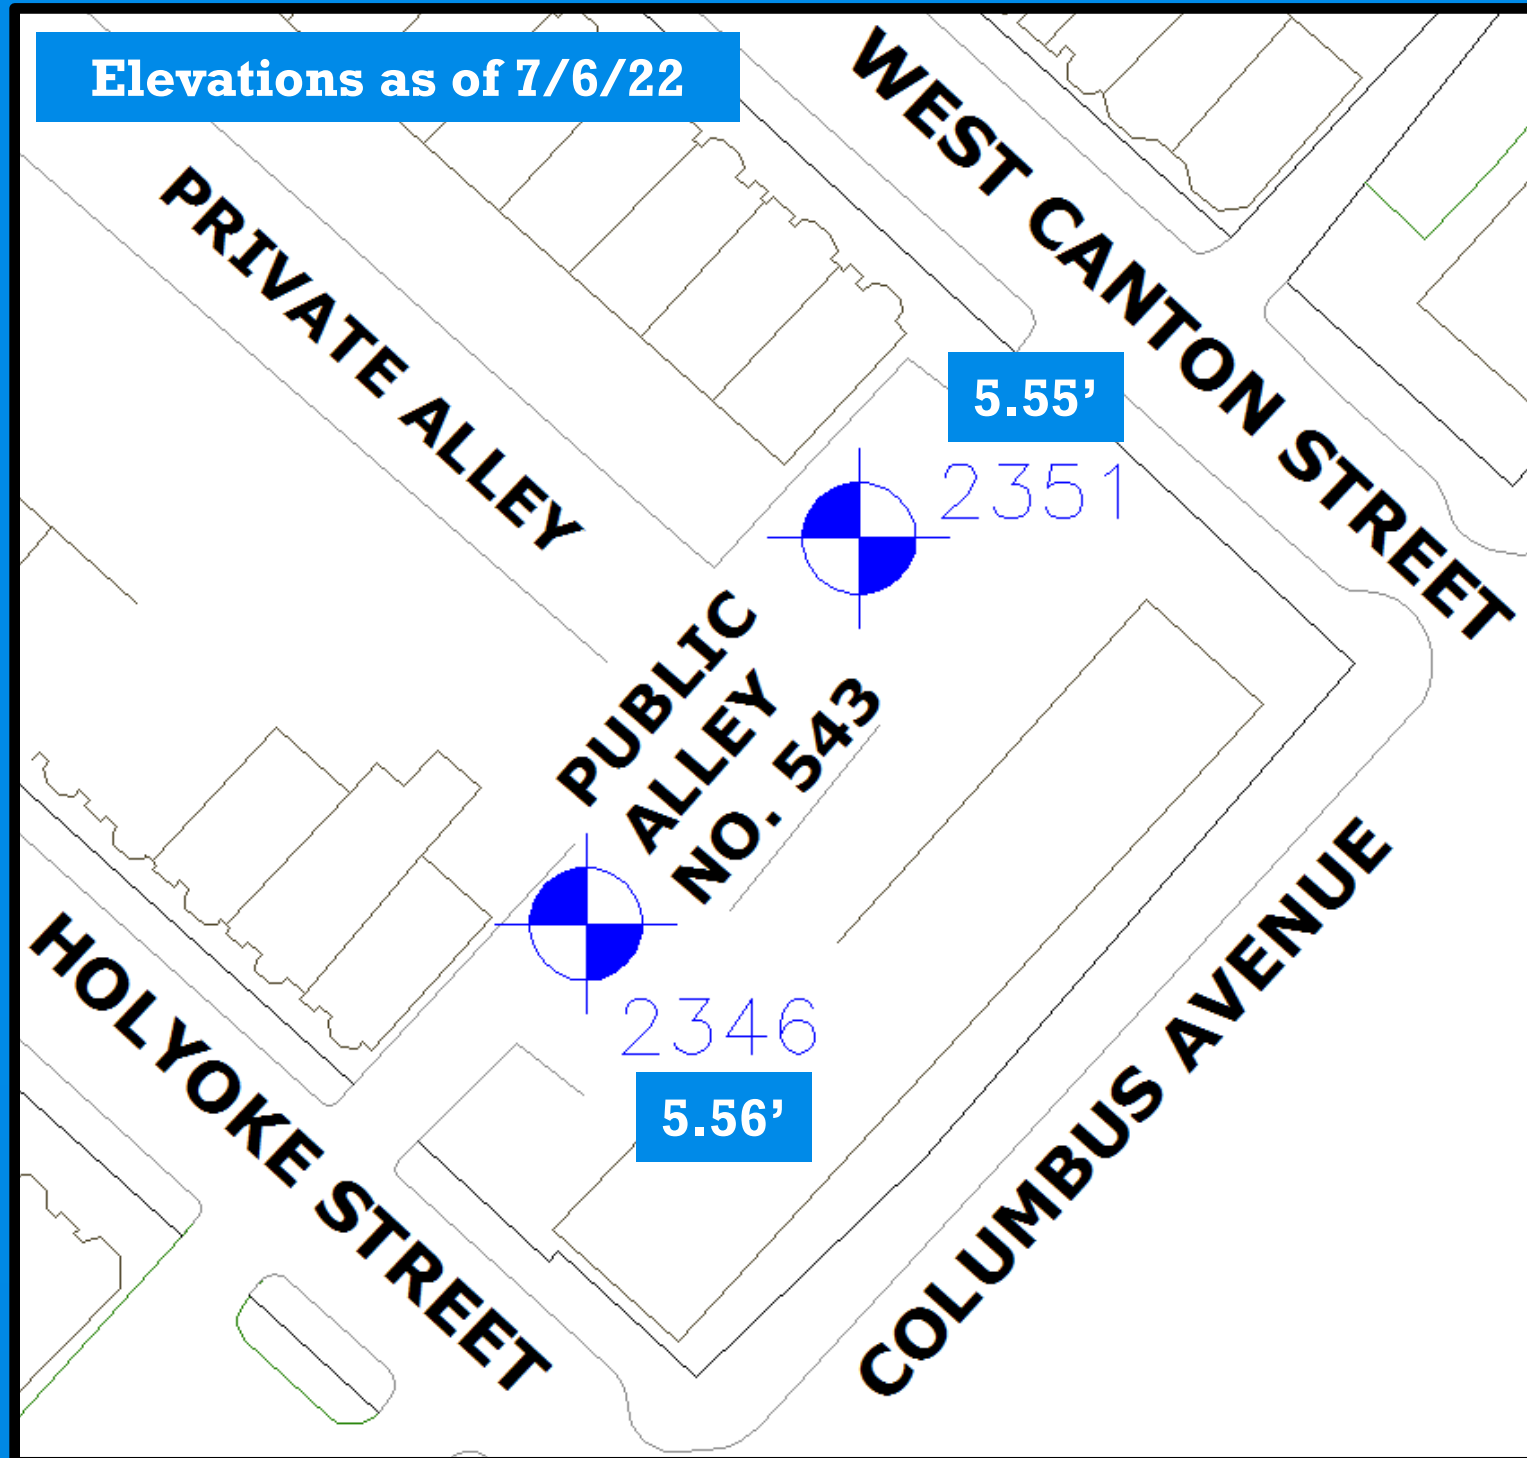 Elevations as of 7/6/22
WEST CANTON STREET
PRIVATE ALLEY
5.55’
2351
PUBLIC
ALLEY
NO. 543
2346
5.56’
HOLYOKE STREET
COLUMBUS AVENUE